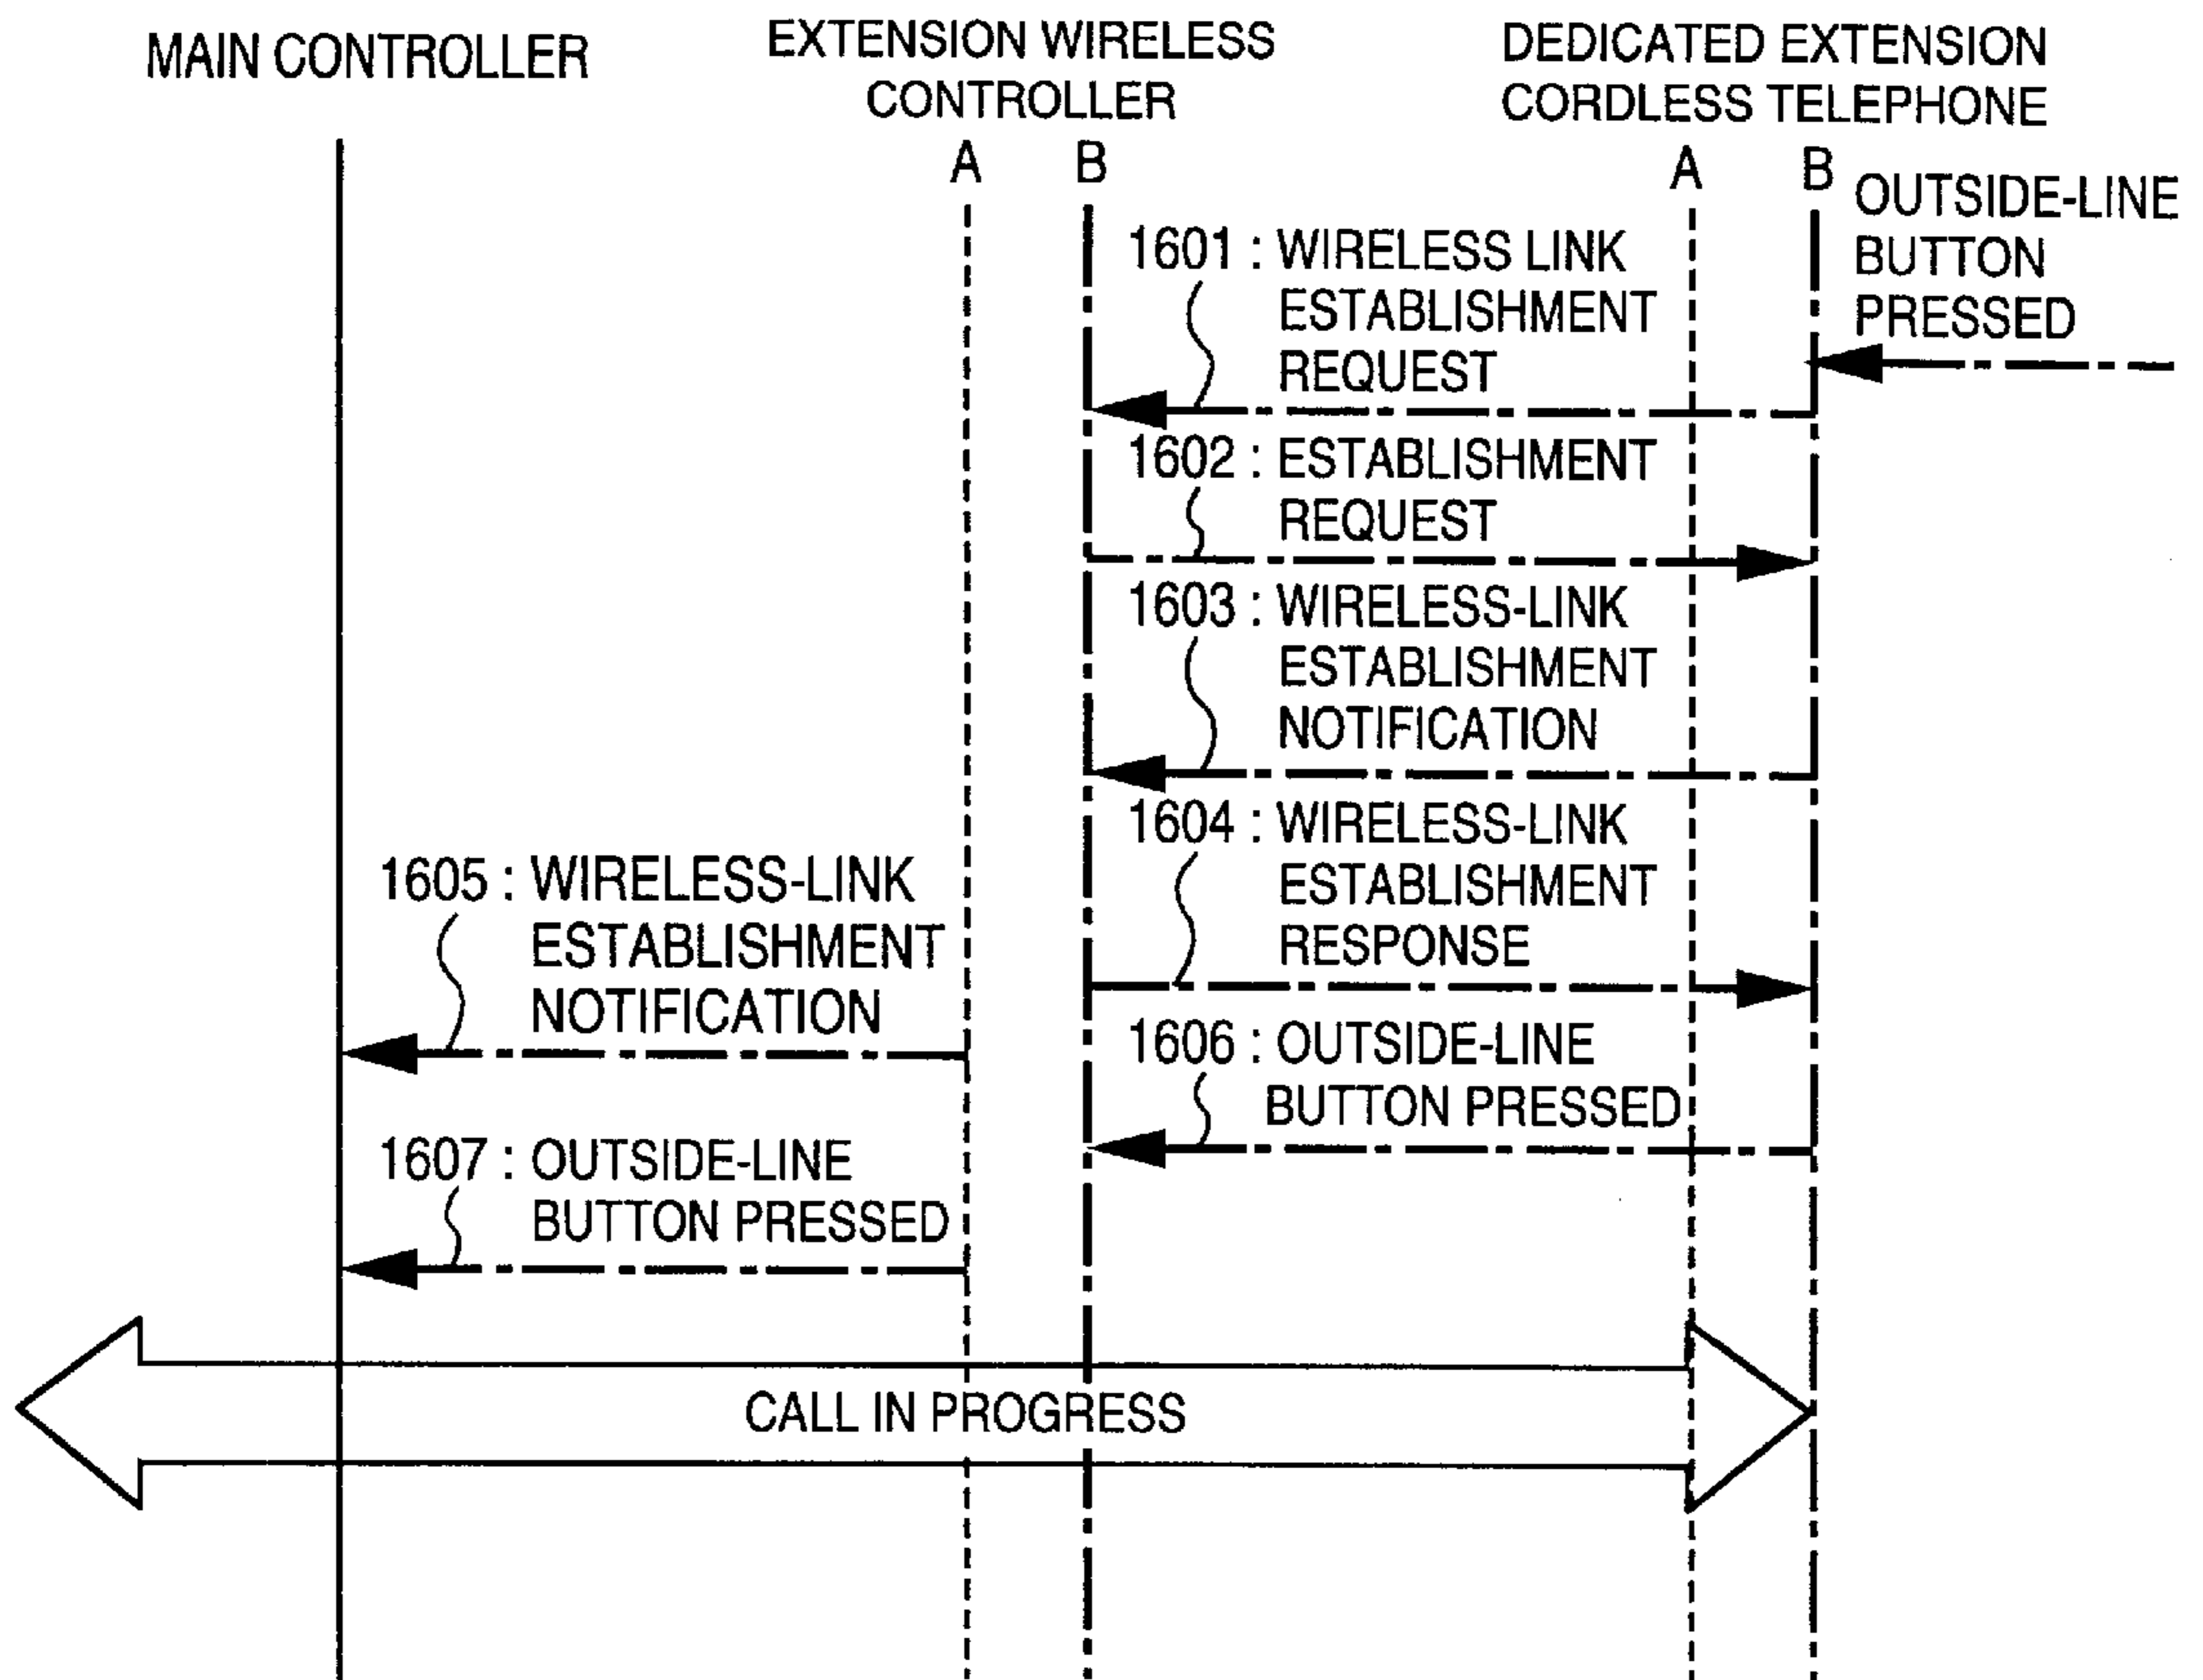 MAIN CONTROLLER
EXTENSION WIRELESS
CONTROLLER
DEDICATED EXTENSION
CORDLESS TELEPHONE
A
B
A
B
OUTSIDE-LINE
BUTTON
PRESSED
1601 : WIRELESS LINK
ESTABLISHMENT
REQUEST
1602 : ESTABLISHMENT
REQUEST
1603 : WIRELESS-LINK
ESTABLISHMENT
NOTIFICATION
1604 : WIRELESS-LINK
ESTABLISHMENT
RESPONSE
1605 : WIRELESS-LINK
ESTABLISHMENT
NOTIFICATION
1606 : OUTSIDE-LINE
BUTTON PRESSED
1607 : OUTSIDE-LINE
BUTTON PRESSED
CALL IN PROGRESS